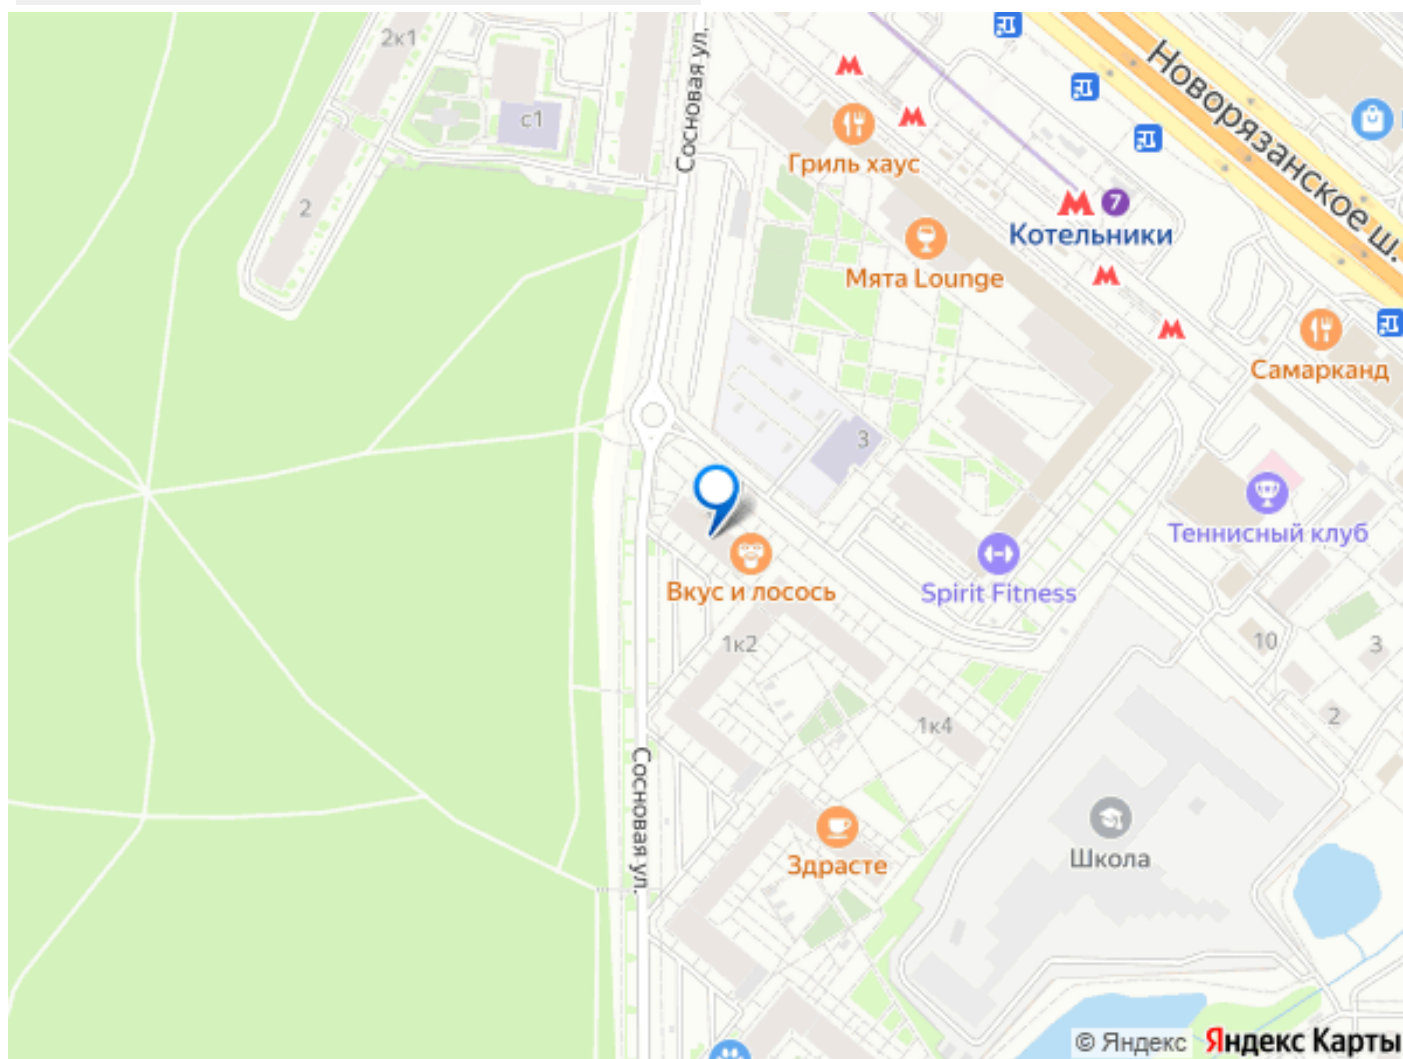 2к1
Сосновая ул.
Новорязанское ш.
с1
Гриль хаус
7
Котельники
2
Мята Lounge
Самарканд
3
Теннисный клуб
Вкус и лосось
Spirit Fitness
1к2
10
3
2
1к4
Сосновая ул.
Здрасте
Школа
© Яндекс Яндекс Карты